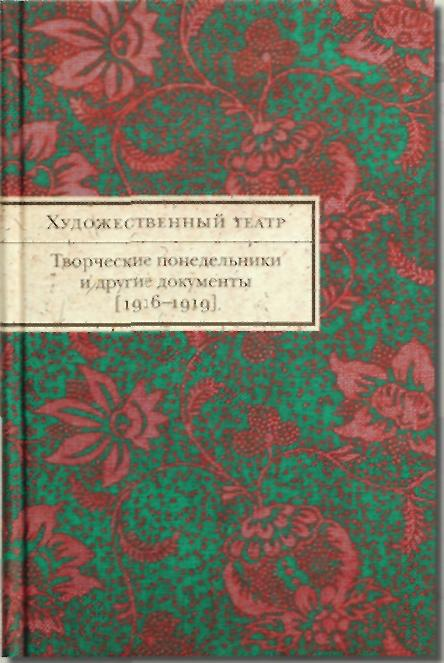 Художественный театр
Творческие понедельники
и другие документы
[1916–1919]